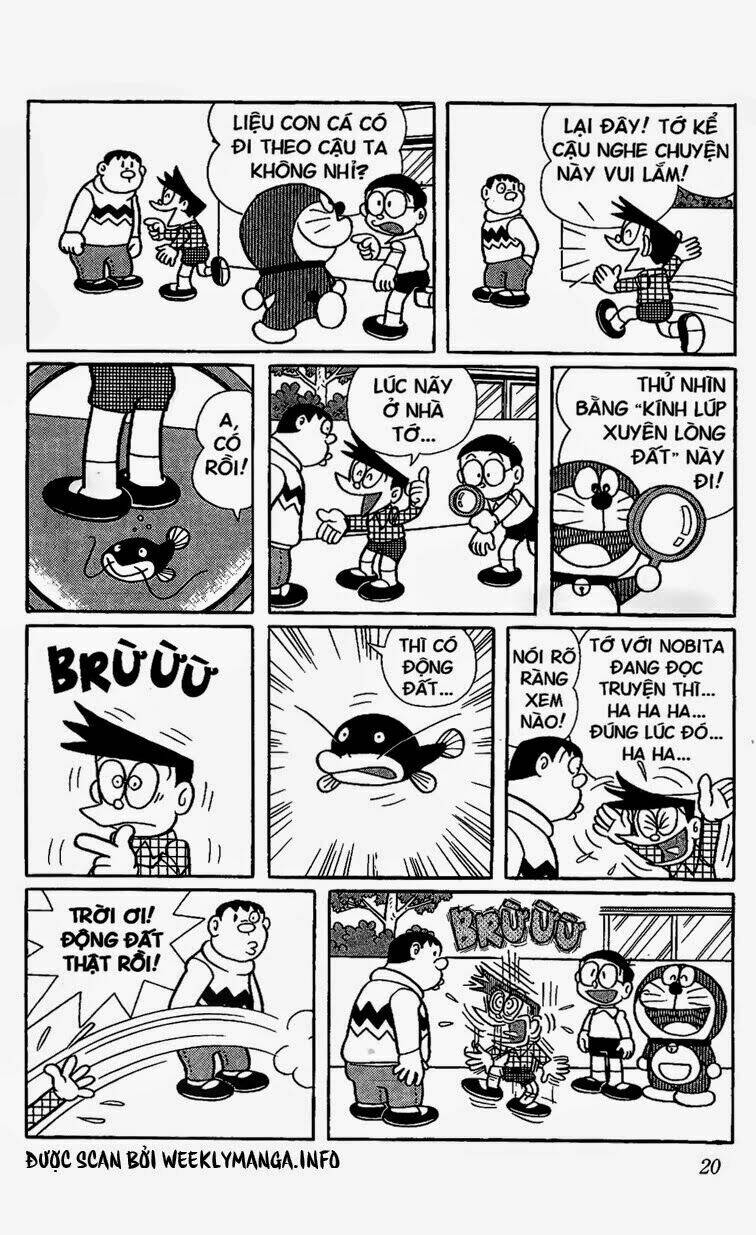 LẠI ĐÂY! TỚ KỂ
CẬU NGHE CHUYỆN
NÀY VUI LẮM!
LIỆU CON CÁ CÓ
ĐI THEO CẬU TA
KHÔNG NHỈ?
THỬ NHÌN
BẰNG “KÍNH LÚP
XUYÊN LÒNG
ĐẤT” NÀY
ĐI!
LÚC NÃY
Ở NHÀ
TỚ...
A,
CÓ
RỒI!
TỚ VỚI NOBITA
ĐANG ĐỌC
TRUYỆN THÌ...
HA HA HA...
ĐÚNG LÚC ĐÓ...
HA HA...
NÓI RÕ
RÀNG
XEM
NÀO!
THÌ CÓ
ĐỘNG
ĐẤT...
BRỪỪỪ
BRỪỪỪ
TRỜI ƠI!
ĐỘNG ĐẤT
THẬT RỒI!
ĐƯỢC SCAN BỞI WEEKLYMANGA.INFO
20